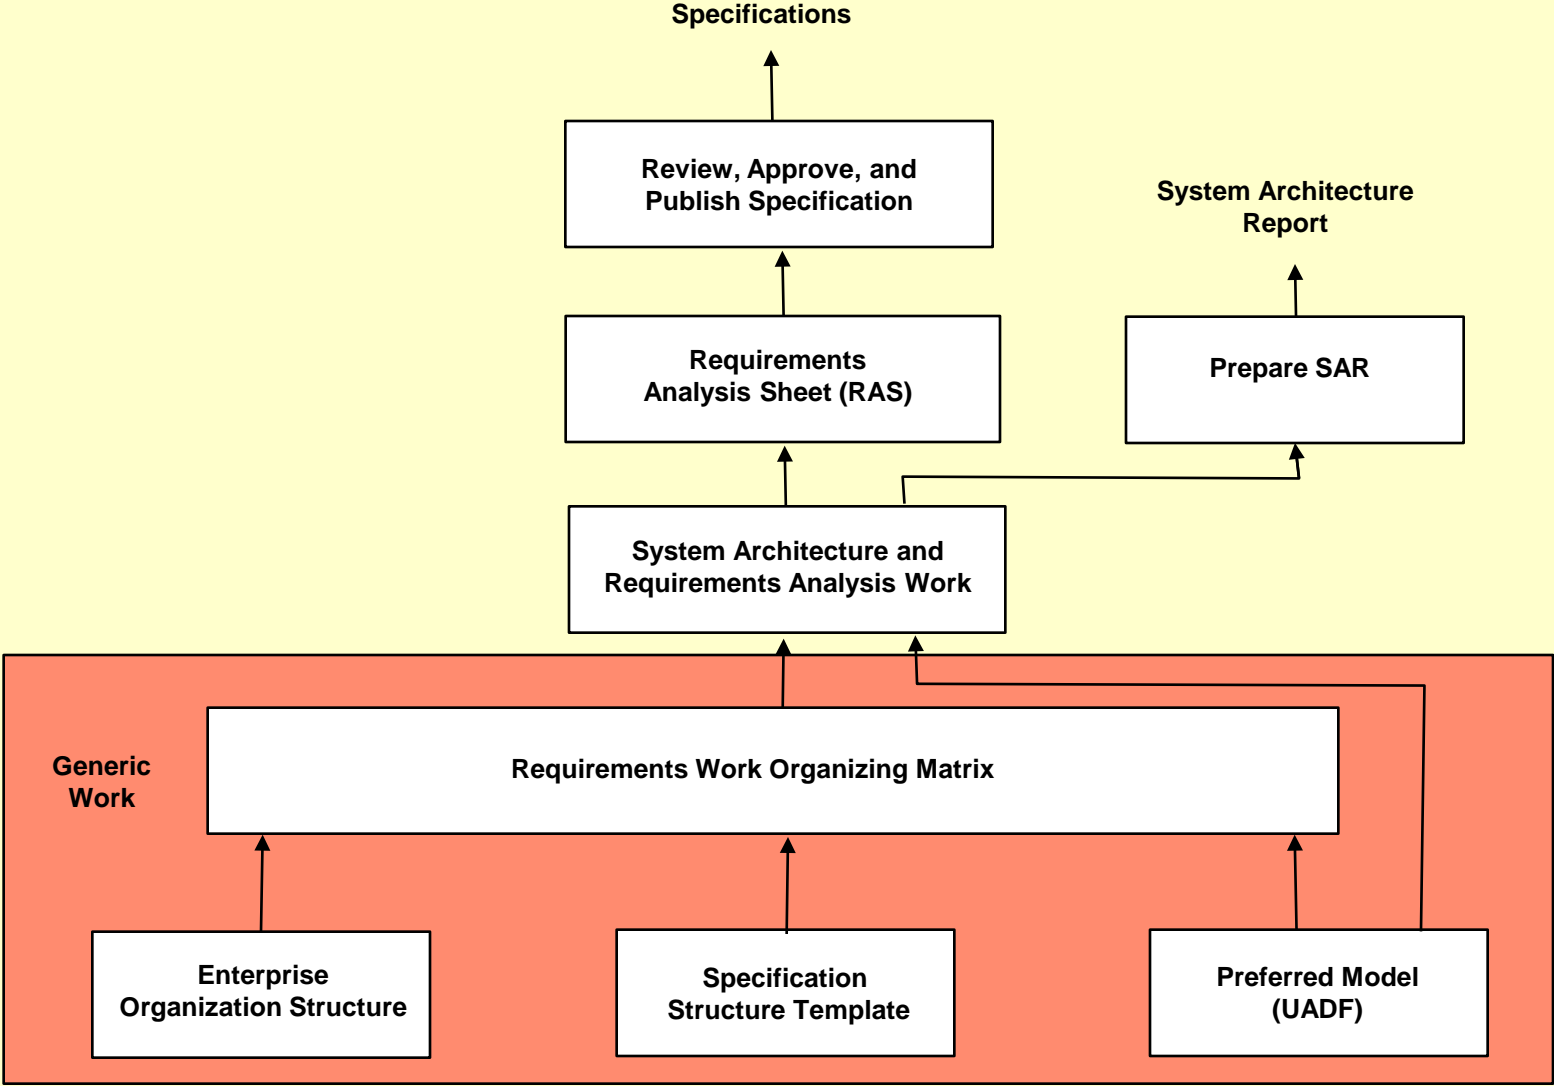 Specifications
Review, Approve, and
Publish Specification
System Architecture
Report
Requirements
Analysis Sheet (RAS)
Prepare SAR
System Architecture and
Requirements Analysis Work
Generic
Work
Requirements Work Organizing Matrix
Enterprise
Organization Structure
Specification
Structure Template
Preferred Model
(UADF)